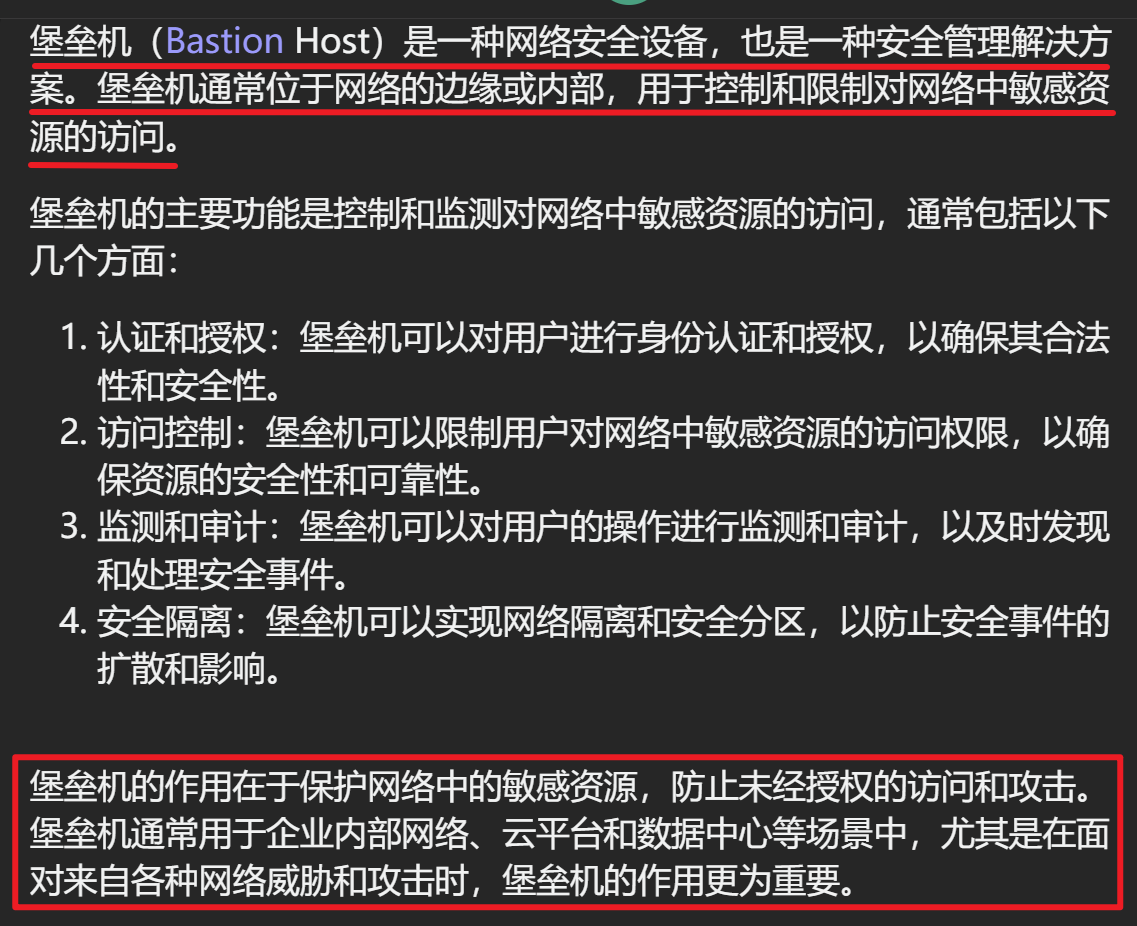 堡垒机（Bastion Host）是一种网络安全设备，也是一种安全管理解决方
案。堡垒机通常位于网络的边缘或内部，用于控制和限制对网络中敏感资
源的访问。
堡垒机的主要功能是控制和监测对网络中敏感资源的访问，通常包括以下
几个方面：
1. 认证和授权：堡垒机可以对用户进行身份认证和授权，以确保其合法
性和安全性。
2. 访问控制：堡垒机可以限制用户对网络中敏感资源的访问权限，以确
保资源的安全性和可靠性。
3. 监测和审计：堡垒机可以对用户的操作进行监测和审计，以及时发现
和处理安全事件。
4. 安全隔离：堡垒机可以实现网络隔离和安全分区，以防止安全事件的
扩散和影响。
堡垒机的作用在于保护网络中的敏感资源，防止未经授权的访问和攻击。
堡垒机通常用于企业内部网络、云平台和数据中心等场景中，尤其是在面
对来自各种网络威胁和攻击时，堡垒机的作用更为重要。